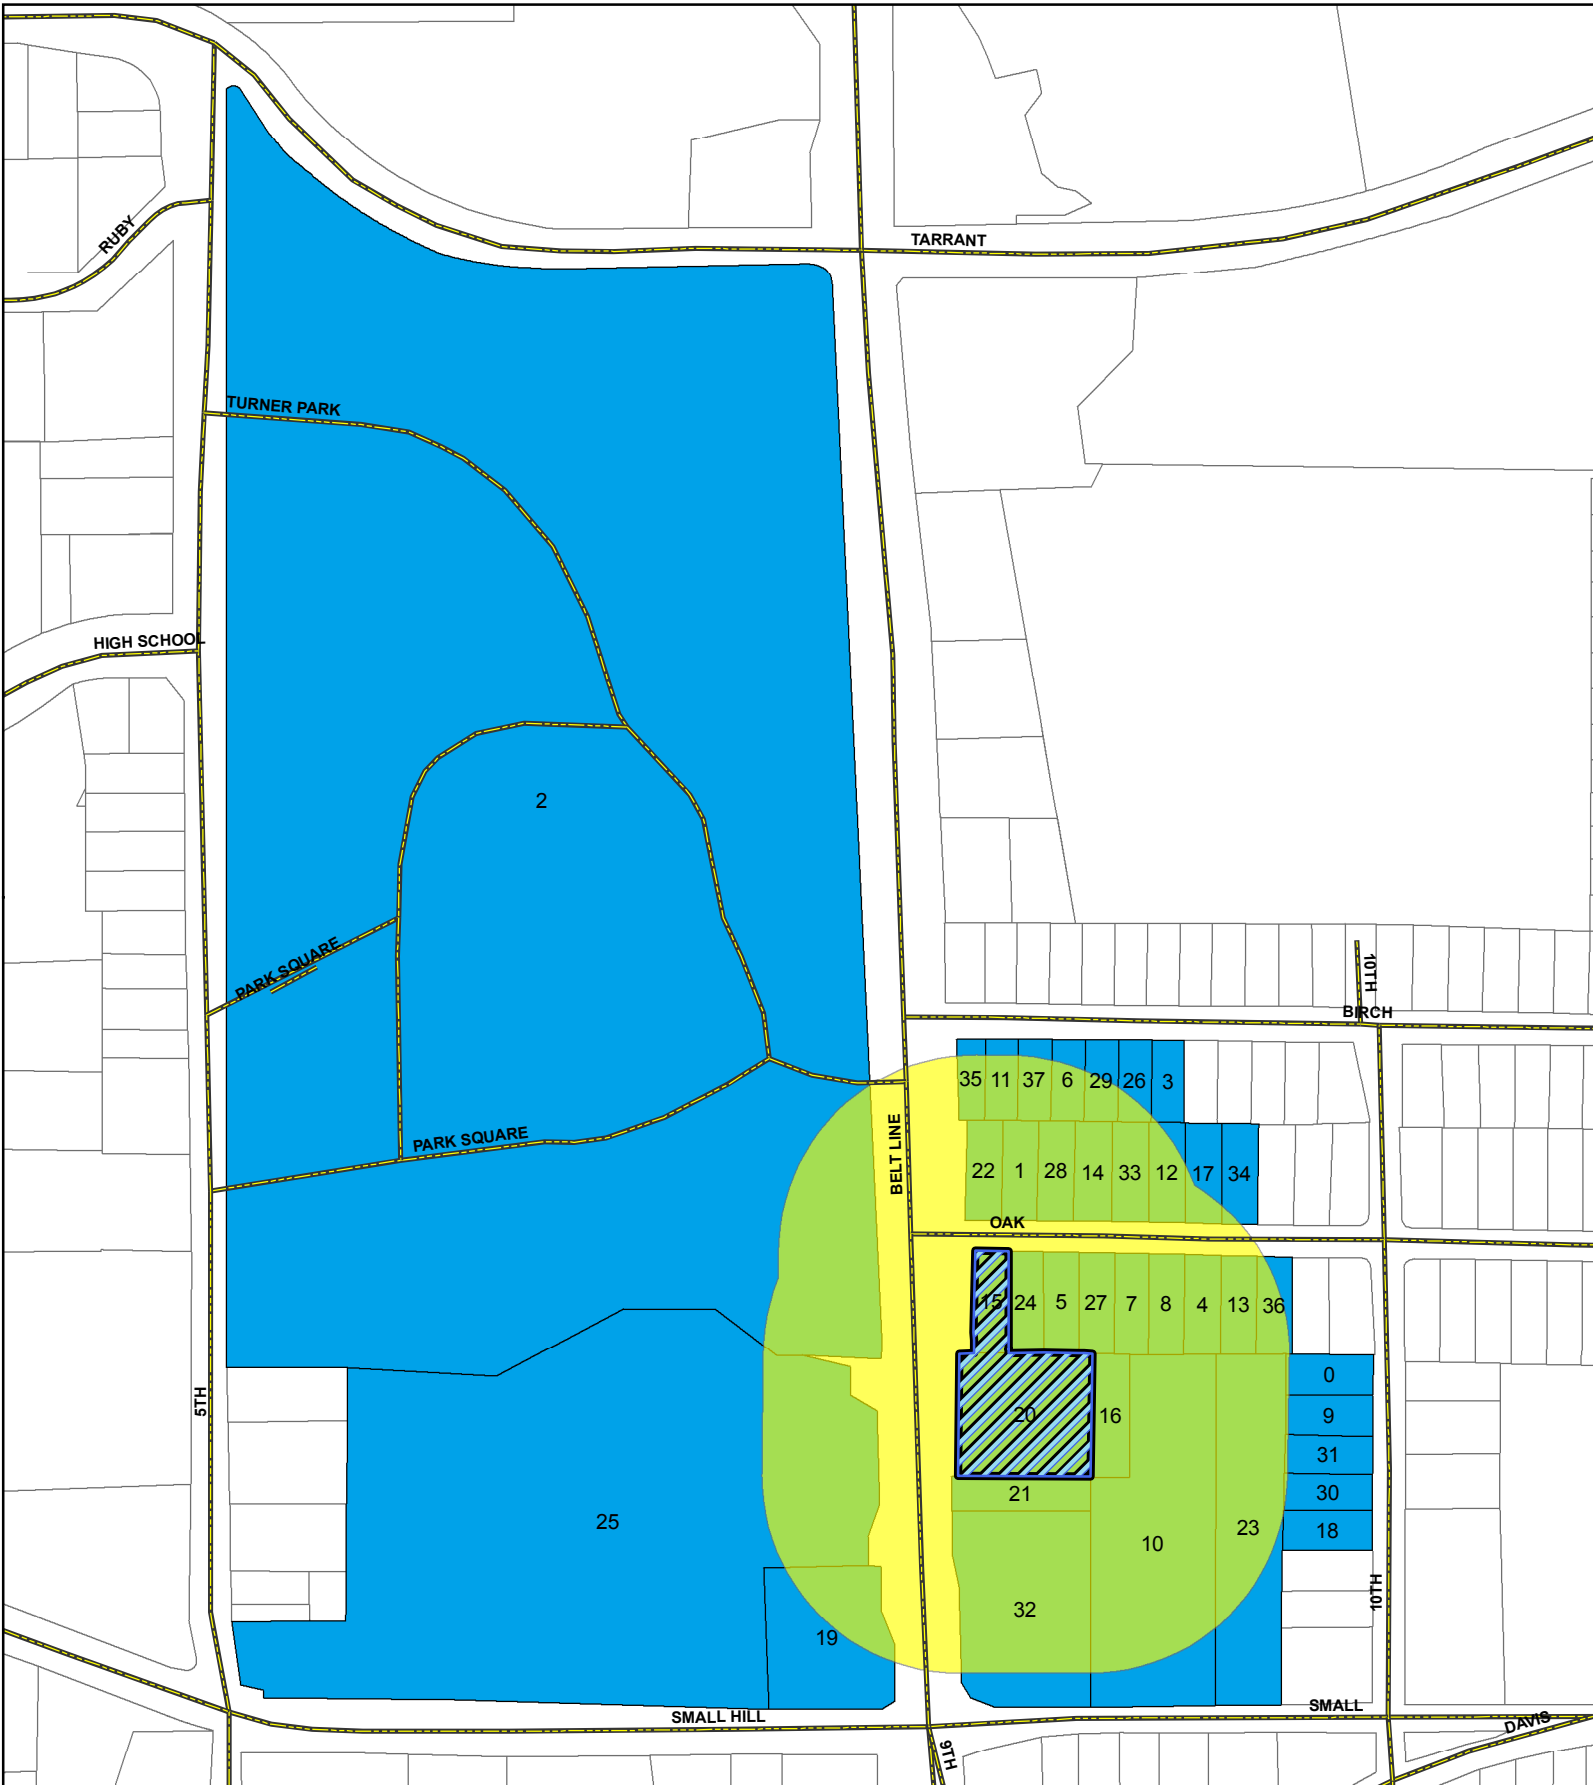 RUBY
TARRANT
TURNER PARK
HIGH SCHOOL
2
PARK SQUARE
10TH
BIRCH
35 11 37 6 29 26 3
PARK SQUARE
BELT LINE
22 1 28 14 33 12 17 34
OAK
15 24 5 27 7 8 4 13 36
0
5TH
20 16 9
31
21 30
25 10 23 18
10TH
32
19
SMALL HILL
SMALL
9TH
DAVIS